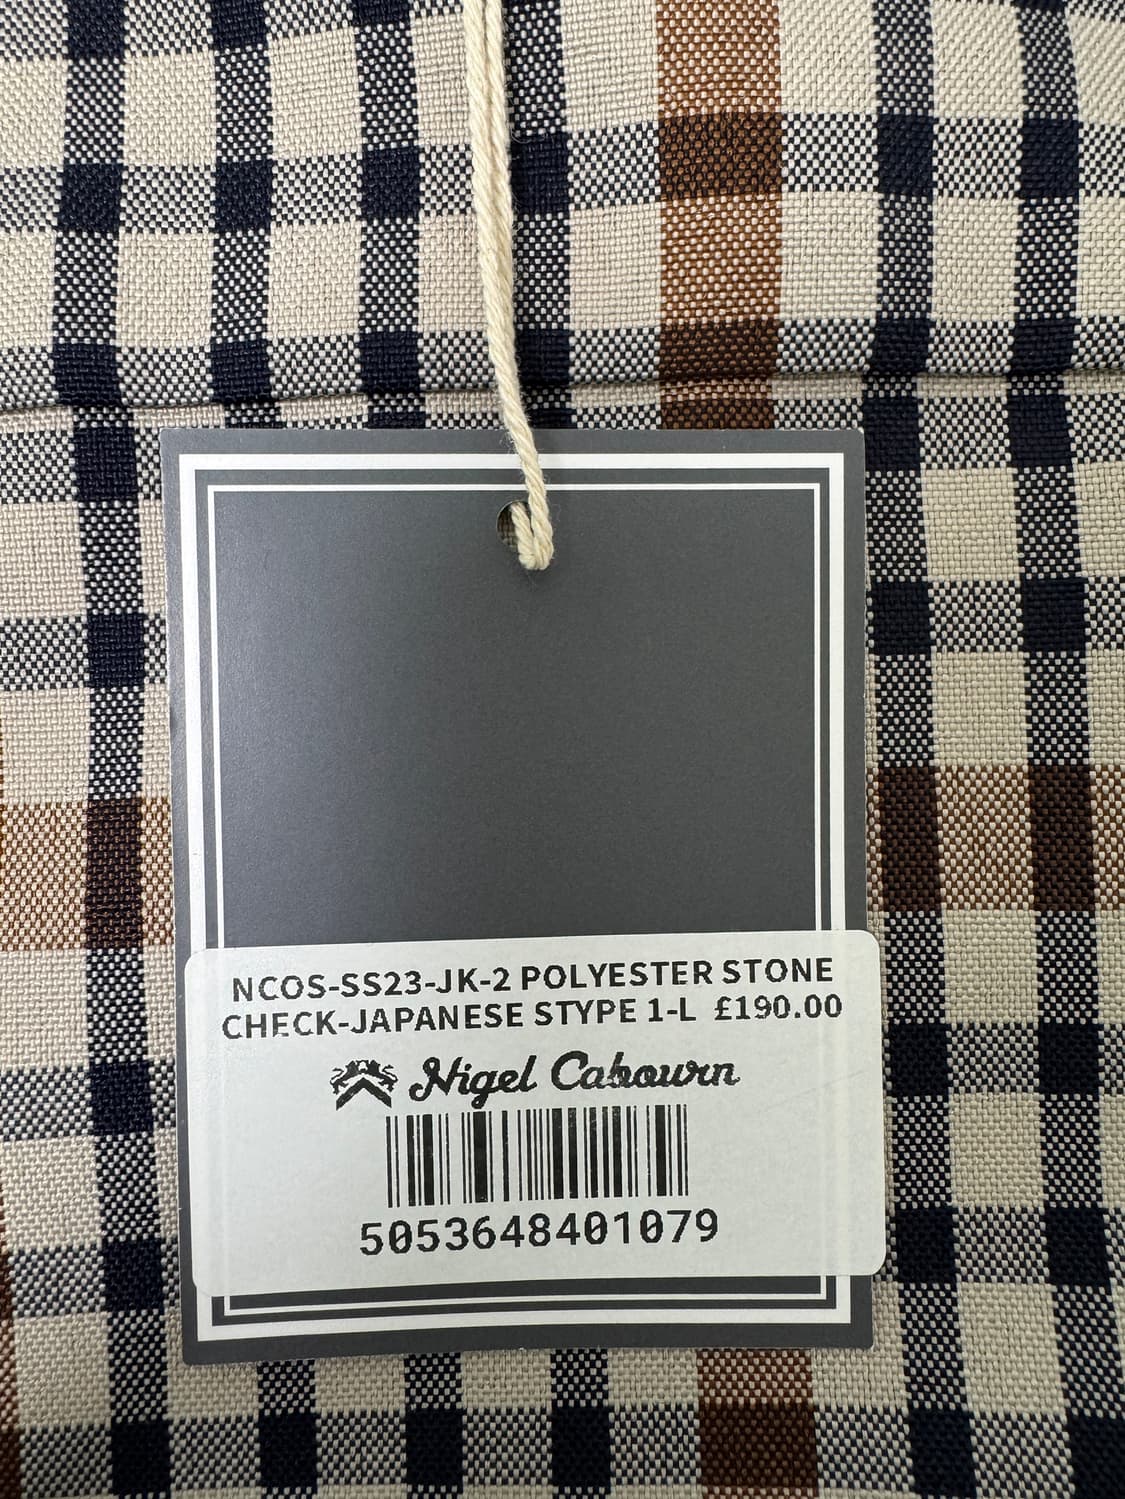 NCOS-SS23-JK-2 POLYESTER STONE
CHECK-JAPANESE STYPE 1-L £190.00
Nigel Cabourn
5053648401079